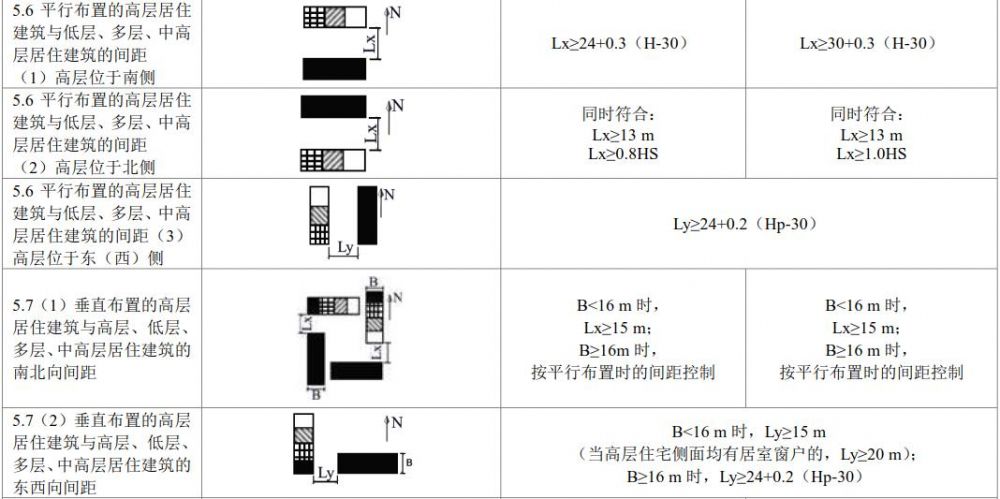 5.6 平行布置的高层居住
建筑与低层、多层、中高
层居住建筑的间距
（1）高层位于南侧
N
Lx
Lx≥24+0.3（H-30）
Lx≥30+0.3（H-30）
5.6 平行布置的高层居住
建筑与低层、多层、中高
层居住建筑的间距
（2）高层位于北侧
N
Lx
同时符合：
Lx≥13 m
Lx≥0.8HS
同时符合：
Lx≥13 m
Lx≥1.0HS
5.6 平行布置的高层居住
建筑与低层、多层、中高
层居住建筑的间距（3）
高层位于东（西）侧
N
Ly
Ly≥24+0.2（Hp-30）
5.7（1）垂直布置的高层
居住建筑与高层、低层、
多层、中高层居住建筑的
南北向间距
B
N
Lx
Lx
B
B<16 m 时，
Lx≥15 m；
B≥16m 时，
按平行布置时的间距控制
B<16 m 时，
Lx≥15 m；
B≥16 m 时，
按平行布置时的间距控制
5.7（2）垂直布置的高层
居住建筑与高层、低层、
多层、中高层居住建筑的
东西向间距
N
Ly
B
B<16 m 时，Ly≥15 m
（当高层住宅侧面均有居室窗户的，Ly≥20 m）；
B≥16 m 时，Ly≥24+0.2（Hp-30）